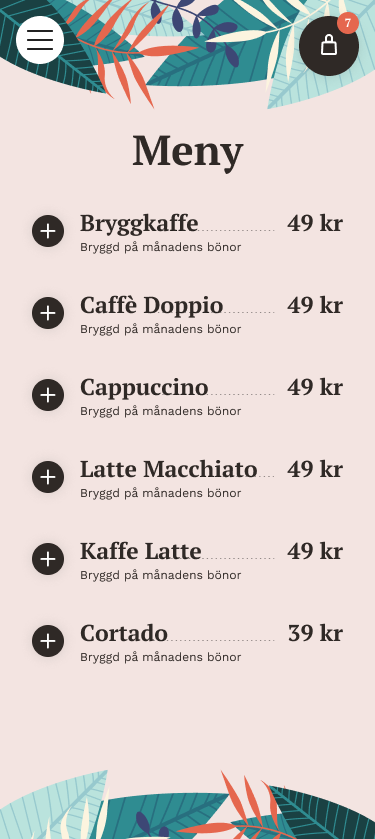 7
Meny
Bryggkaffe 49 kr
Bryggd på månadens bönor
Caffè Doppio 49 kr
Bryggd på månadens bönor
Cappuccino 49 kr
Bryggd på månadens bönor
Latte Macchiato 49 kr
Bryggd på månadens bönor
Kaffe Latte 49 kr
Bryggd på månadens bönor
Cortado 39 kr
Bryggd på månadens bönor